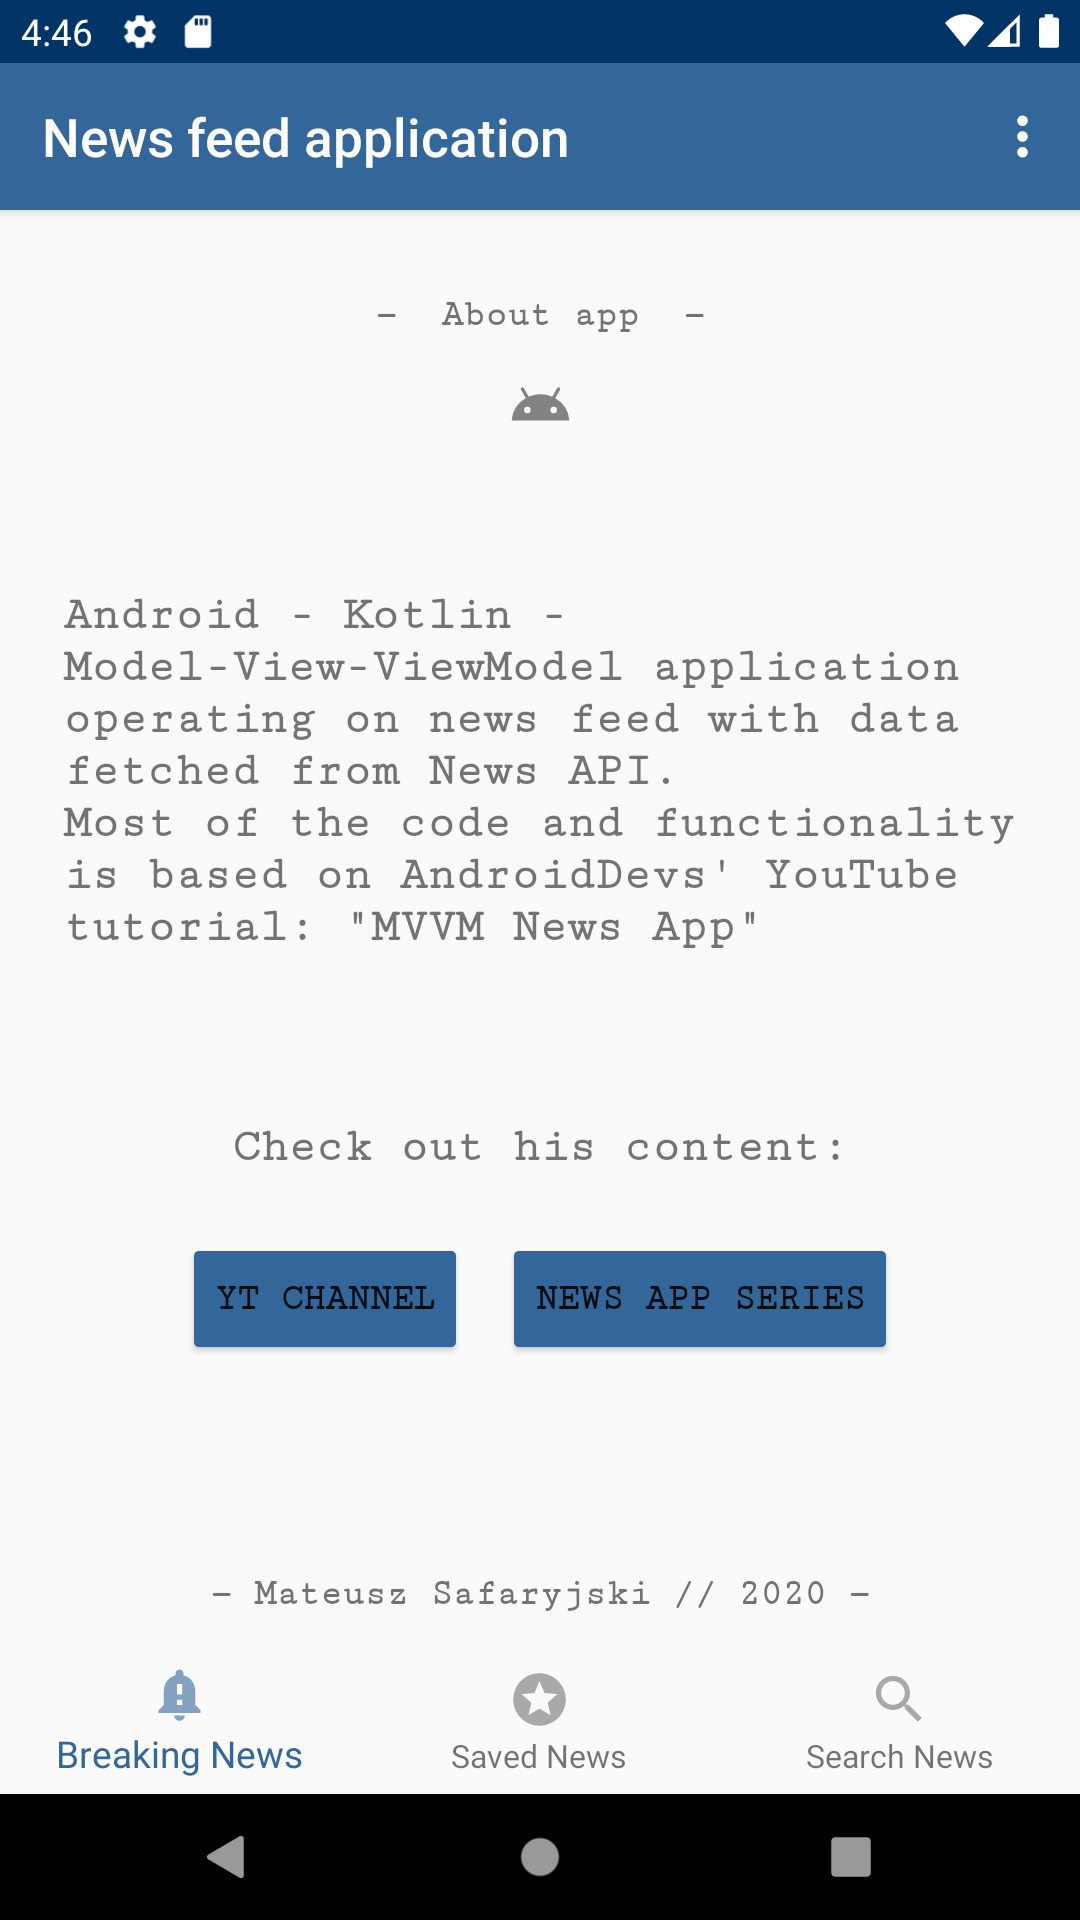 4:46
News feed application
- About app -
Android - Kotlin -
Model-View-ViewModel application
operating on news feed with data
fetched from News API.
Most of the code and functionality
is based on AndroidDevs' YouTube
tutorial: "MVVM News App"
Check out his content:
YT CHANNEL NEWS APP SERIES
- Mateusz Safaryjski // 2020 -
Breaking News Saved News Search News